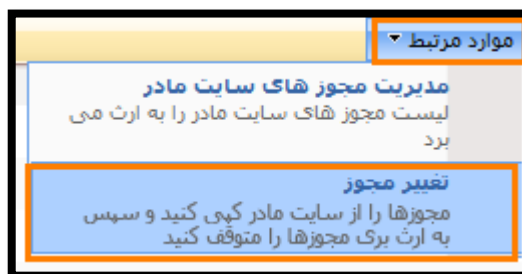 موارد مرتبط
مدیریت مجوز های سایت مادر
لیست مجوز های سایت مادر را به ارث می
برد
تغییر مجوز
مجوزها را از سایت مادر کپی کنید و سپس
به ارث بری مجوزها را متوقف کنید